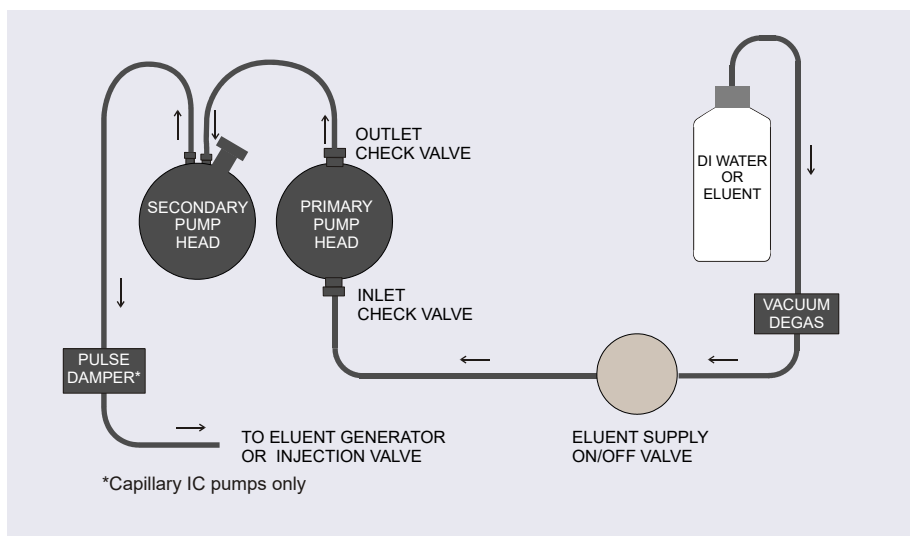 OUTLET
CHECK VALVE
DI WATER
OR
ELUENT
SECONDARY
PUMP
HEAD
PRIMARY
PUMP
HEAD
INLET
CHECK VALVE
VACUUM
DEGAS
PULSE
DAMPER*
TO ELUENT GENERATOR
OR INJECTION VALVE
ELUENT SUPPLY
ON/OFF VALVE
*Capillary IC pumps only